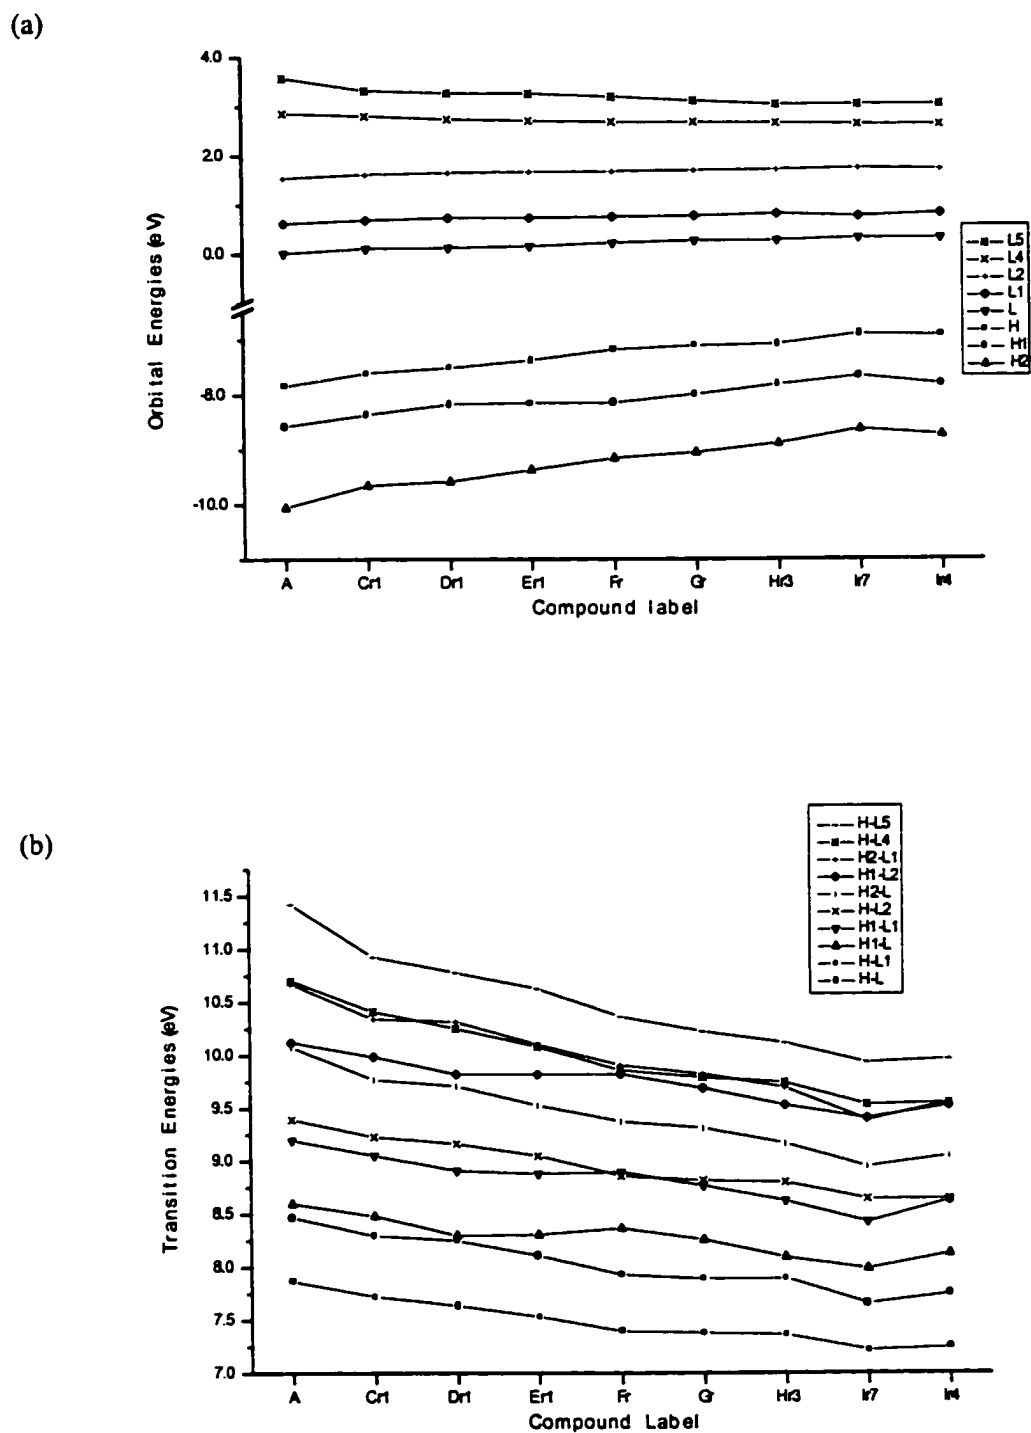 (a)
4.0
2.0
0.0
-8.0
-10.0
Orbital Energies (eV)
A Cr1 Dr1 Er1 Fr Gr Hr3 Ir7 Ir4
Compound label
L5
L4
L2
L1
L
H
H1
H2
(b)
H-L5
H-L4
H2-L1
H1-L2
H2-L
H-L2
H1-L1
H1-L
H-L1
H-L
11.5
11.0
10.5
10.0
9.5
9.0
8.5
8.0
7.5
7.0
Transition Energies (eV)
A Cr1 Dr1 Er1 Fr Gr Hr3 Ir7 Ir4
Compound Label